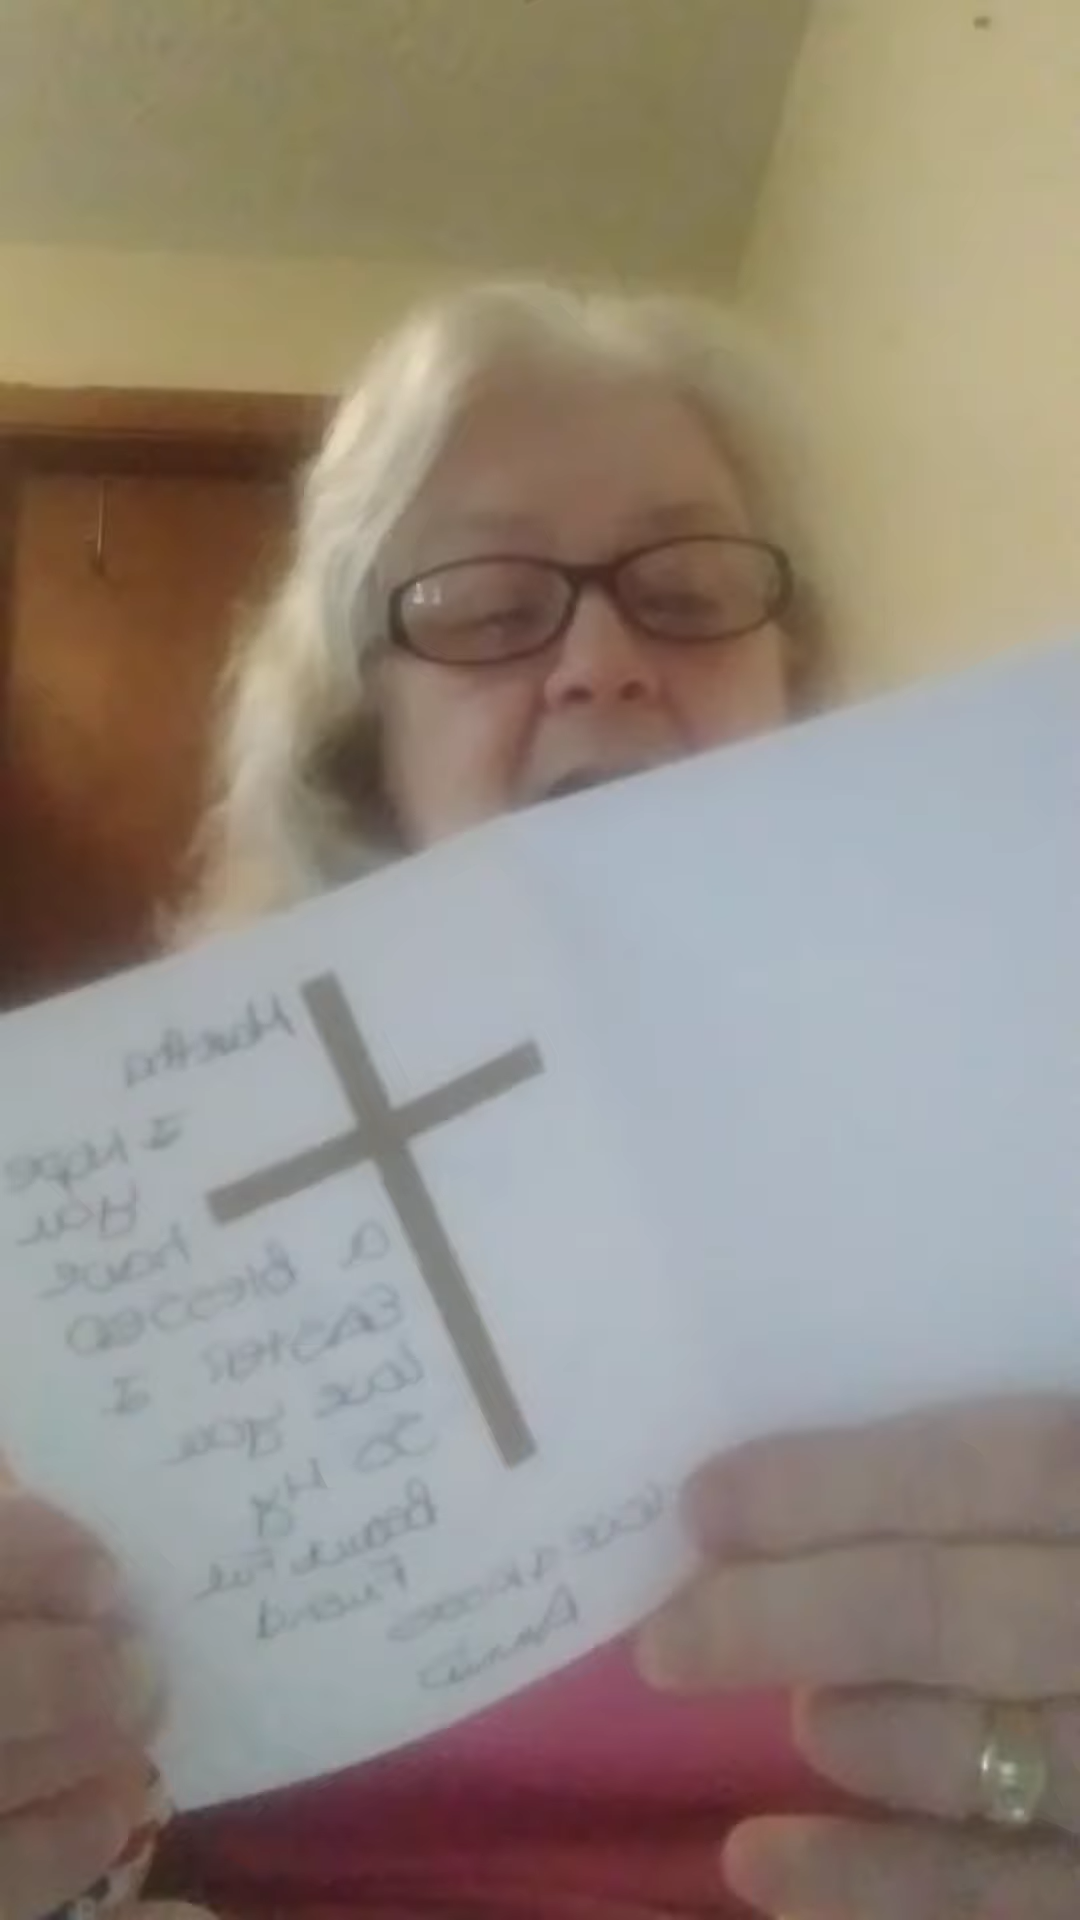 Martha
I Hope
you
have
a Blessed
Easter. I
love you
So My
Beautiful
Friend